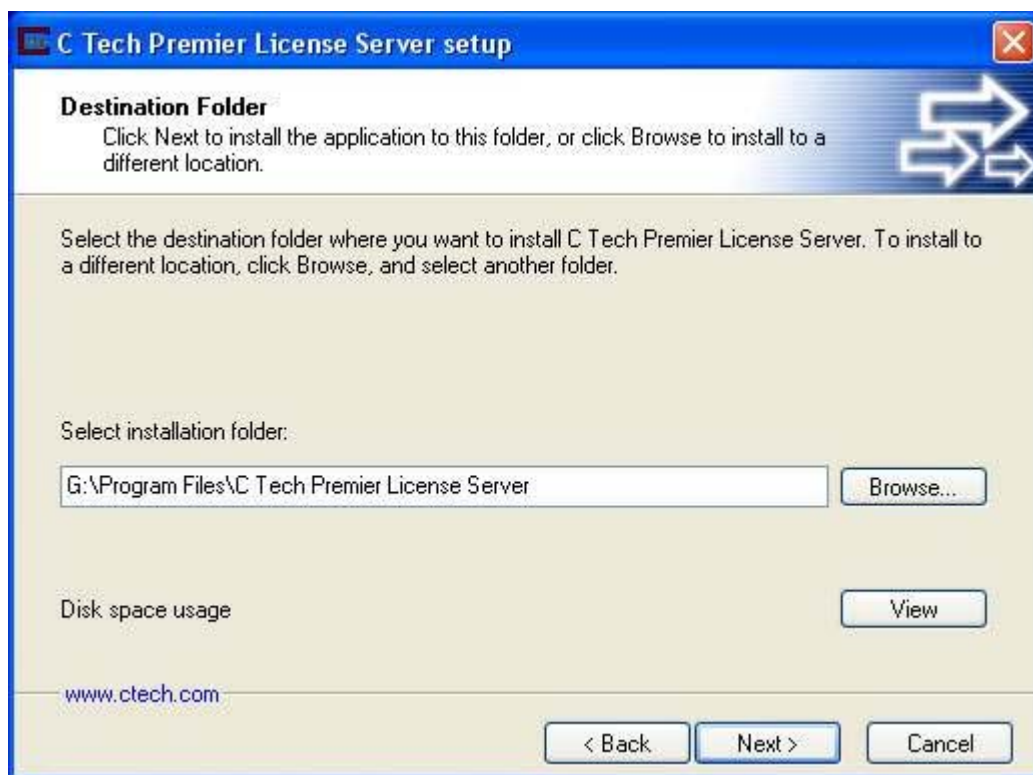 C Tech Premier License Server setup
Destination Folder
Click Next to install the application to this folder, or click Browse to install to a
different location.
Select the destination folder where you want to install C Tech Premier License Server. To install to
a different location, click Browse, and select another folder.
Select installation folder:
G:\Program Files\C Tech Premier License Server
Browse...
Disk space usage
View
www.ctech.com
< Back
Next >
Cancel